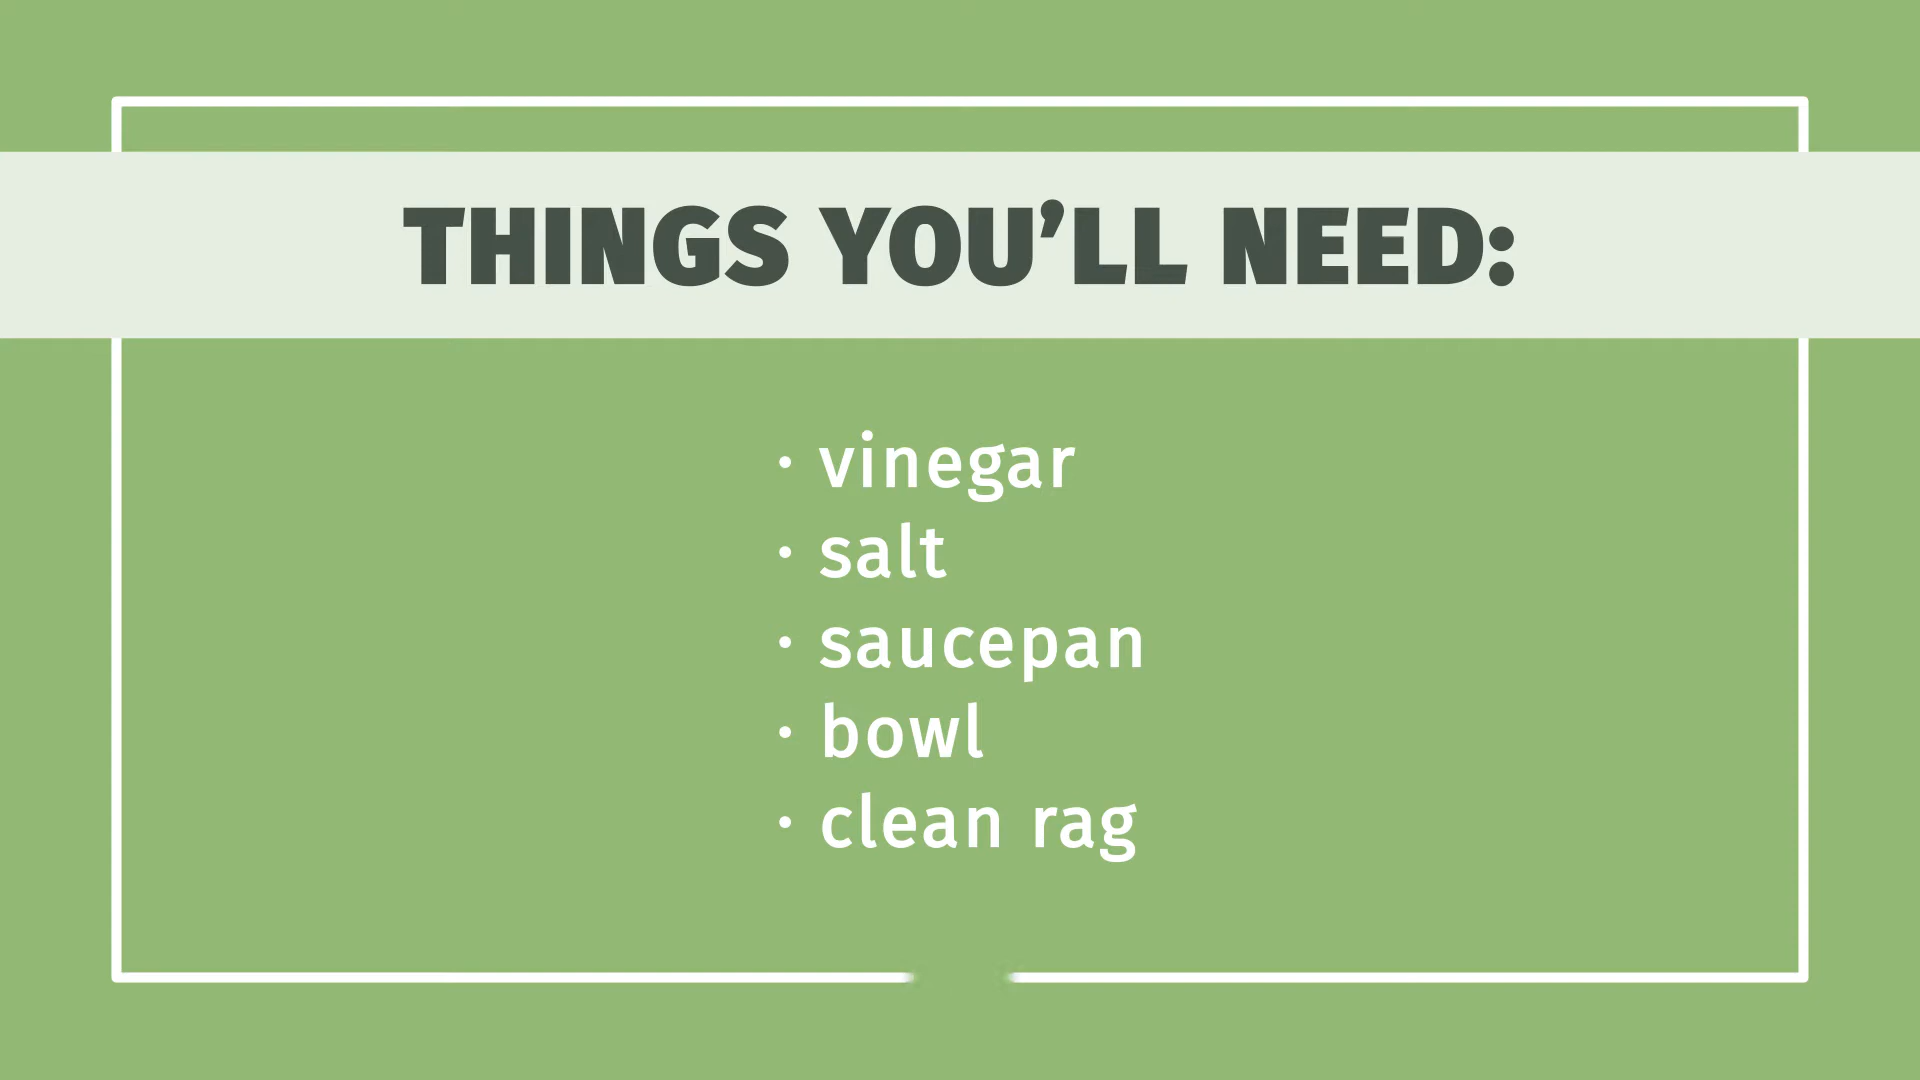 THINGS YOU’LL NEED:
• vinegar
• salt
• saucepan
• bowl
• clean rag